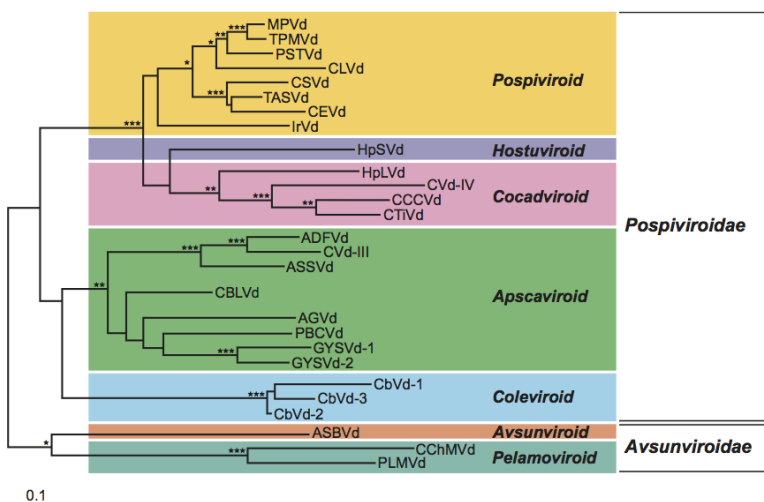 MPVd
***
**
TPMVd
*
PSTVd
*
CLVd
CSVd
***
TASVd
CEVd
***
IrVd
Pospiviroid
HpSVd
Hostuviroid
HpLVd
**
CVd-IV
***
CCCVd
**
CTiVd
Cocadviroid
Pospiviroidae
ADFVd
***
***
CVd-III
ASSVd
**
CBLVd
Apscaviroid
AGVd
PBCVd
GYSVd-1
***
GYSVd-2
CbVd-1
***
CbVd-3
CbVd-2
Coleviroid
ASBVd
Avsunviroid
*
CChMVd
***
PLMVd
Pelamoviroid
Avsunviroidae
0.1